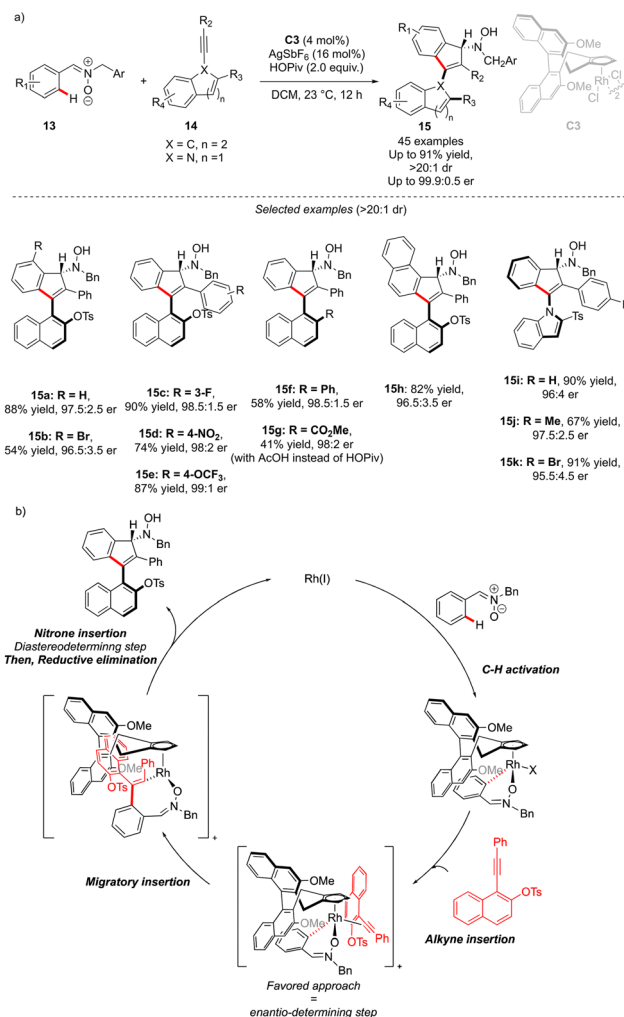 a)
R1
H
N
⊕
O
⊖
Ar
13
+
R2
X
R3
R4
n
14
X = C, n = 2
X = N, n =1
C3 (4 mol%)
AgSbF6 (16 mol%)
HOPiv (2.0 equiv.)
DCM, 23 °C, 12 h
R1
H
OH
N
CH2Ar
R2
X
R3
R4
n
15
45 examples
Up to 91% yield,
>20:1 dr
Up to 99.9:0.5 er
OMe
OMe
Rh
Cl
Cl
2
C3
Selected examples (>20:1 dr)
R
H
OH
N
Bn
Ph
OTs
15a: R = H,
88% yield, 97.5:2.5 er
15b: R = Br,
54% yield, 96.5:3.5 er
H
OH
N
Bn
R
OTs
15c: R = 3-F,
90% yield, 98.5:1.5 er
15d: R = 4-NO2,
74% yield, 98:2 er
15e: R = 4-OCF3,
87% yield, 99:1 er
H
OH
N
Bn
Ph
R
15f: R = Ph,
58% yield, 98.5:1.5 er
15g: R = CO2Me,
41% yield, 98:2 er
(with AcOH instead of HOPiv)
H
OH
N
Bn
Ph
OTs
15h: 82% yield,
96.5:3.5 er
H
OH
N
Bn
N
Ts
15i: R = H, 90% yield,
96:4 er
15j: R = Me, 67% yield,
97.5:2.5 er
15k: R = Br, 91% yield,
95.5:4.5 er
b)
H
OH
N
Bn
Ph
OTs
Nitrone insertion
Diastereodeterminng step
Then, Reductive elimination
Rh(I)
Bn
N
⊕
O
⊖
H
C-H activation
OMe
OMe
Rh
X
O
N
Bn
Ph
OTs
Alkyne insertion
OMe
OMe
Rh
Ph
OTs
O
N
Bn
+
Favored approach
=
enantio-determining step
Migratory insertion
OMe
OMe
Ph
Rh
OTs
O
N
Bn
+